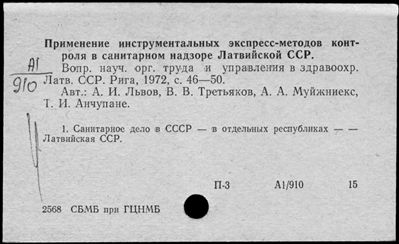 Применение инструментальных экспресс-методов конт-
роля в санитарном надзоре Латвийской ССР.
А1
910
Вопр. науч. орг. труда и управления в здравоохр.
Латв. ССР. Рига, 1972, с. 46—50.
Авт.: А. И. Львов, В. В. Третьяков, А. А. Муйжниекс,
Т. И. Анчупане.
1. Санитарное дело в СССР — в отдельных республиках — —
Латвийская ССР.
П-3 А1/910 15
2568 СБМБ при ГЦНМБ